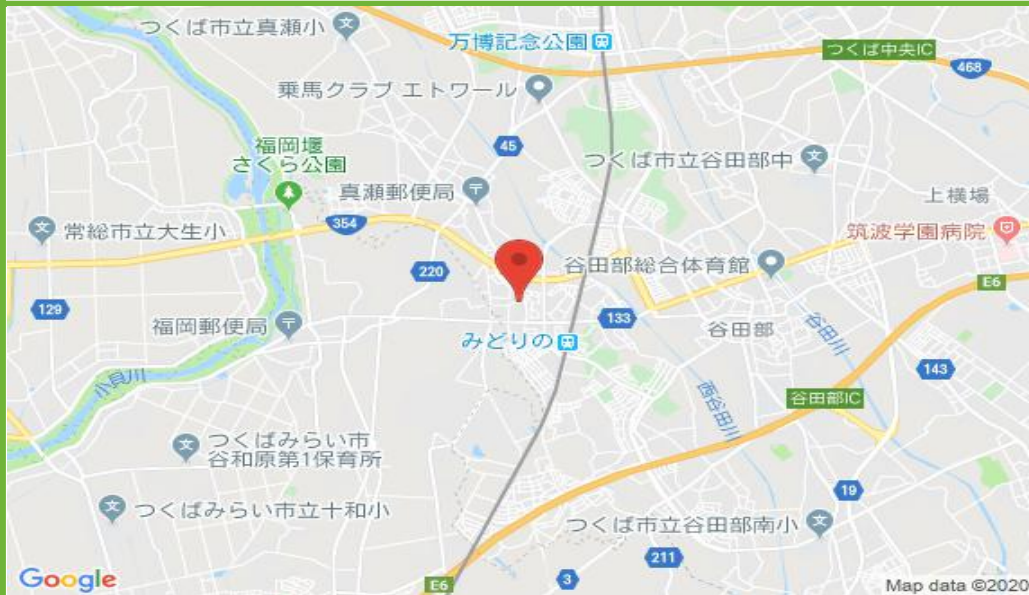 つくば市立真瀬小
万博記念公園
つくば中央IC
468
乗馬クラブ エトワール
45
福岡堰
さくら公園
つくば市立谷田部中
真瀬郵便局
上横場
354
常総市立大生小
筑波学園病院
220
谷田部総合体育館
E6
129
福岡郵便局
133
谷田部
谷田川
みどりの
143
小貝川
西谷田川
谷田部IC
つくばみらい市
谷和原第1保育所
19
つくばみらい市立十和小
つくば市立谷田部南小
211
Google
E6
3
Map data ©2020